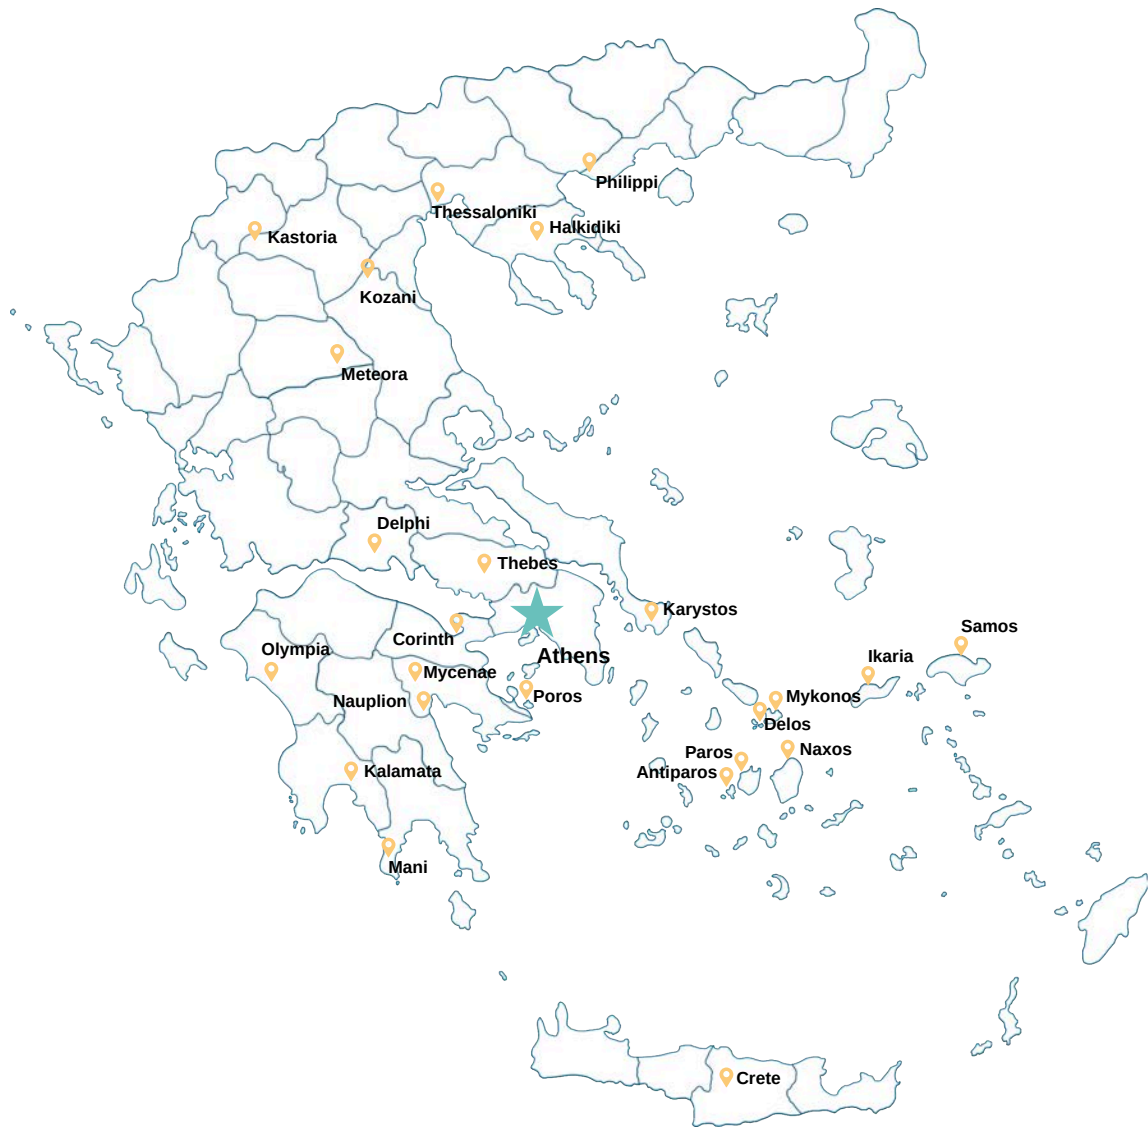 Philippi
Thessaloniki
Halkidiki
Kastoria
Kozani
Meteora
Delphi
Thebes
Karystos
Samos
Corinth
Athens
Olympia
Ikaria
Mycenae
Poros
Mykonos
Nauplion
Delos
Paros
Naxos
Antiparos
Kalamata
Mani
Crete